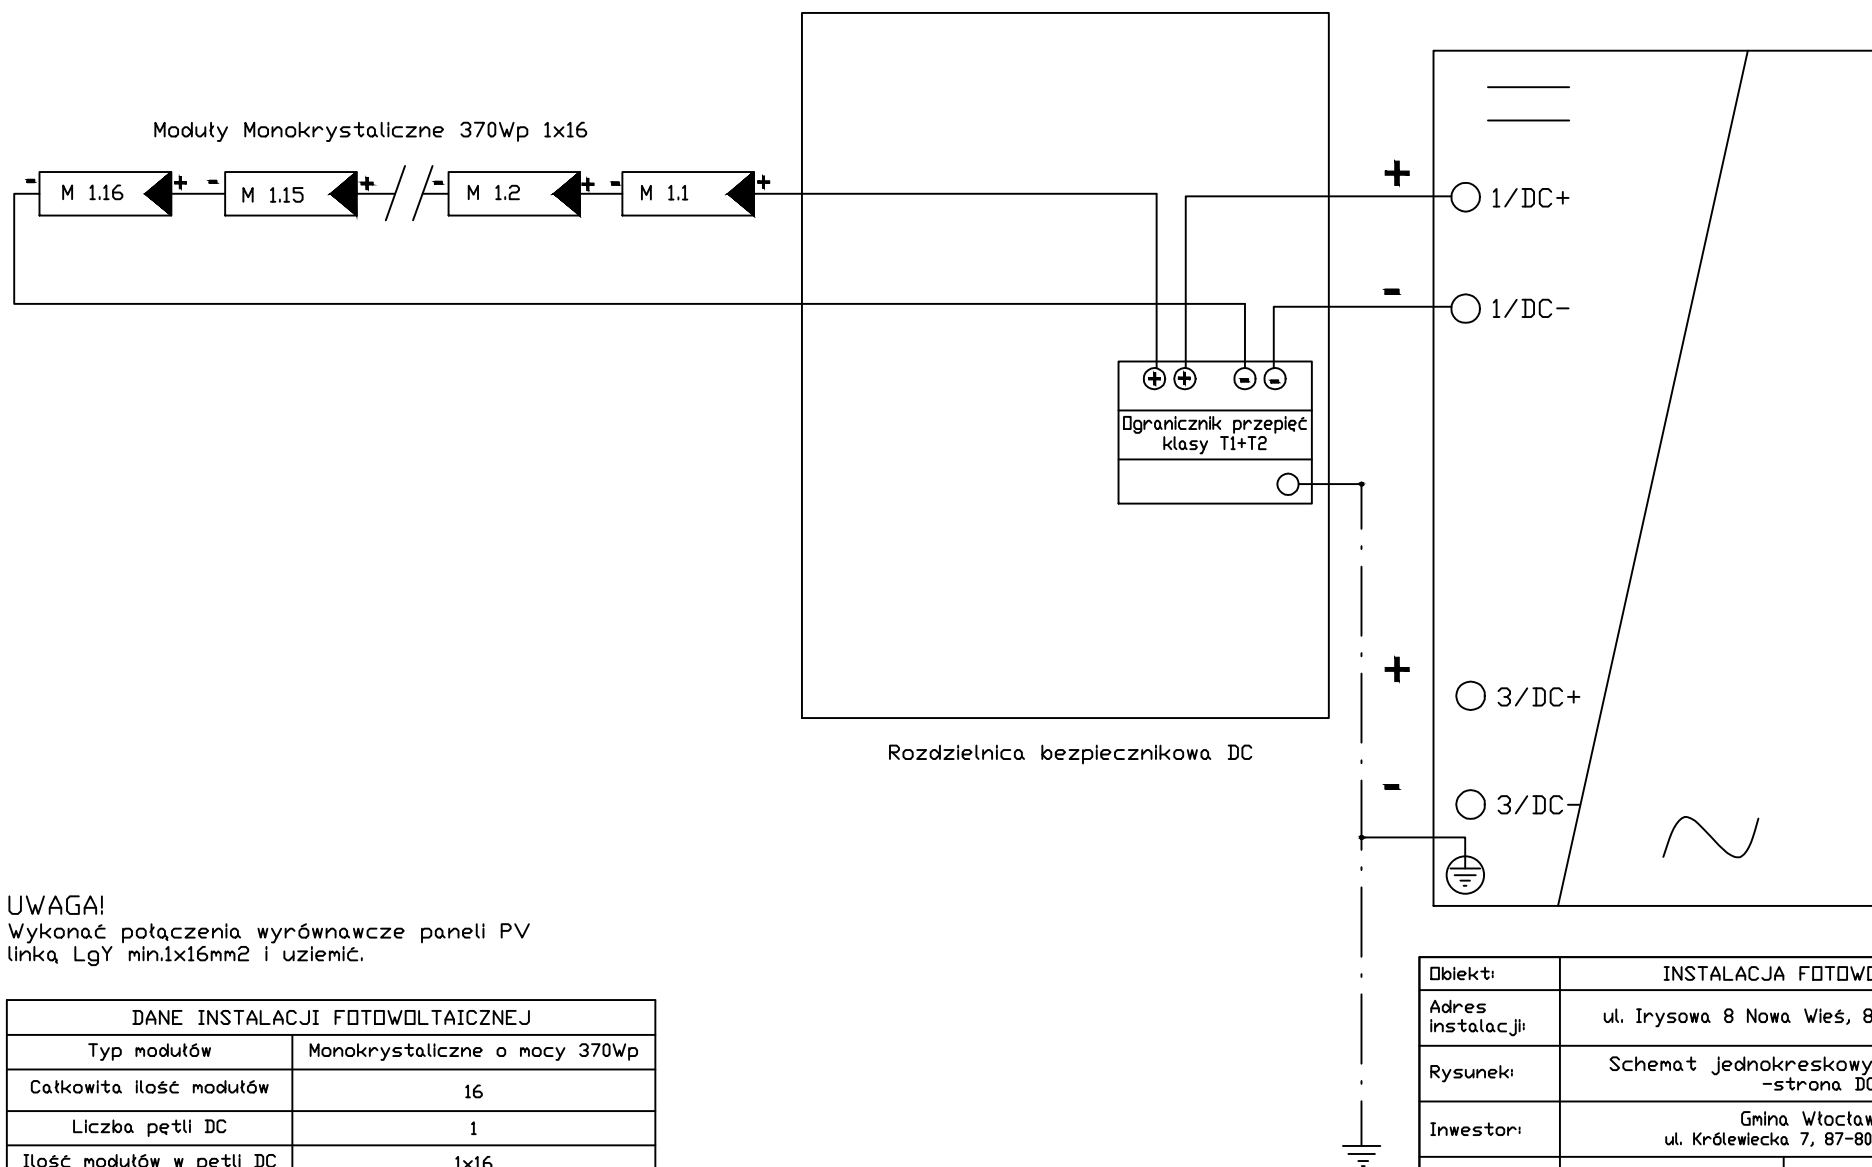 Moduły Monokrystaliczne 370Wp 1x16
- M 1.16 + - M 1.15 + - M 1.2 + - M 1.1 +
+ 1/DC+
- 1/DC-
+ + - -
Ogranicznik przepięć
klasy T1+T2
+ 3/DC+
- 3/DC-
Rozdzielnica bezpiecznikowa DC
UWAGA!
Wykonać połączenia wyrównawcze paneli PV
linką LgY min.1x16mm2 i uziemić.
DANE INSTALACJI FOTOWOLTAICZNEJ
Typ modułów Monokrystaliczne o mocy 370Wp
Całkowita ilość modułów 16
Liczba pętli DC 1
Ilość modułów w pętli DC 1x16
Obiekt: INSTALACJA FOTOWO
Adres
instalacji: ul. Irysowa 8 Nowa Wieś, 8
Rysunek: Schemat jednokreskowy
-strona DC
Inwestor: Gmina Włocław
ul. Królewiecka 7, 87-80